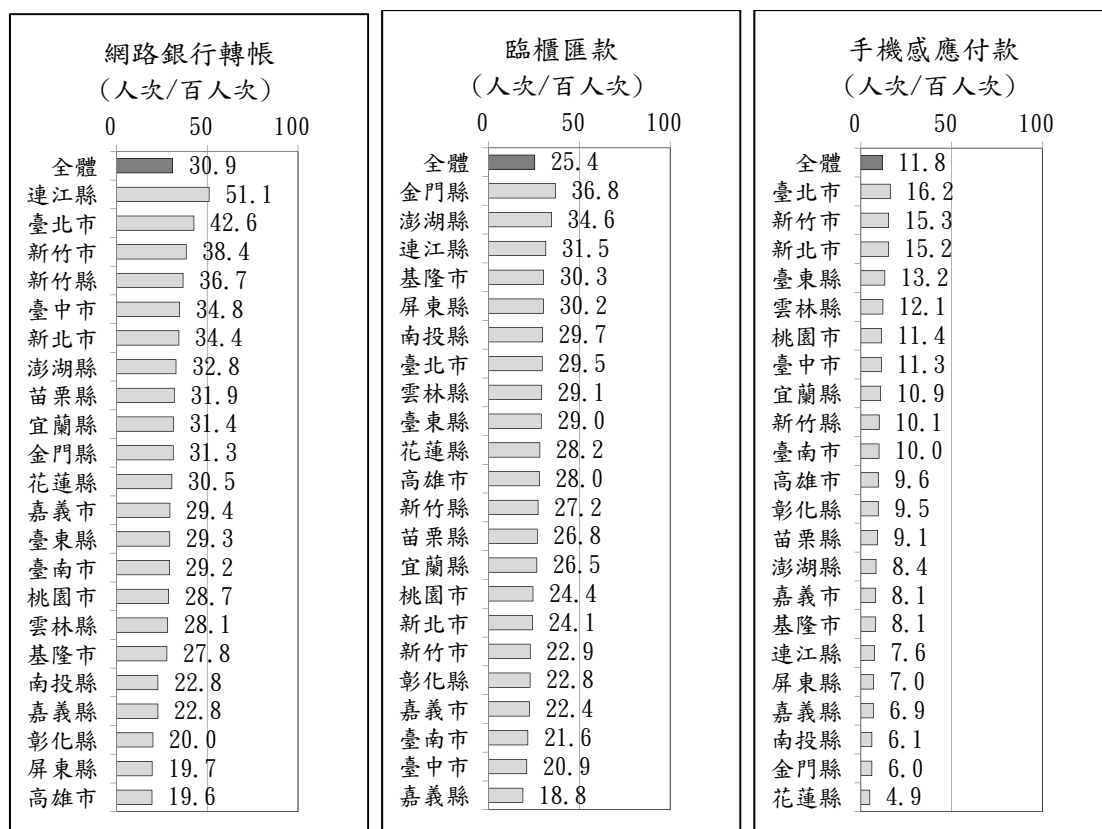 網路銀行轉帳
(人次/百人次)
0 50 100
全體 30.9
連江縣 51.1
臺北市 42.6
新竹市 38.4
新竹縣 36.7
臺中市 34.8
新北市 34.4
澎湖縣 32.8
苗栗縣 31.9
宜蘭縣 31.4
金門縣 31.3
花蓮縣 30.5
嘉義市 29.4
臺東縣 29.3
臺南市 29.2
桃園市 28.7
雲林縣 28.1
基隆市 27.8
南投縣 22.8
嘉義縣 22.8
彰化縣 20.0
屏東縣 19.7
高雄市 19.6
臨櫃匯款
(人次/百人次)
0 50 100
全體 25.4
金門縣 36.8
澎湖縣 34.6
連江縣 31.5
基隆市 30.3
屏東縣 30.2
南投縣 29.7
臺北市 29.5
雲林縣 29.1
臺東縣 29.0
花蓮縣 28.2
高雄市 28.0
新竹縣 27.2
苗栗縣 26.8
宜蘭縣 26.5
桃園市 24.4
新北市 24.1
新竹市 22.9
彰化縣 22.8
嘉義市 22.4
臺南市 21.6
臺中市 20.9
嘉義縣 18.8
手機感應付款
(人次/百人次)
0 50 100
全體 11.8
臺北市 16.2
新竹市 15.3
新北市 15.2
臺東縣 13.2
雲林縣 12.1
桃園市 11.4
臺中市 11.3
宜蘭縣 10.9
新竹縣 10.1
臺南市 10.0
高雄市 9.6
彰化縣 9.5
苗栗縣 9.1
澎湖縣 8.4
嘉義市 8.1
基隆市 8.1
連江縣 7.6
屏東縣 7.0
嘉義縣 6.9
南投縣 6.1
金門縣 6.0
花蓮縣 4.9